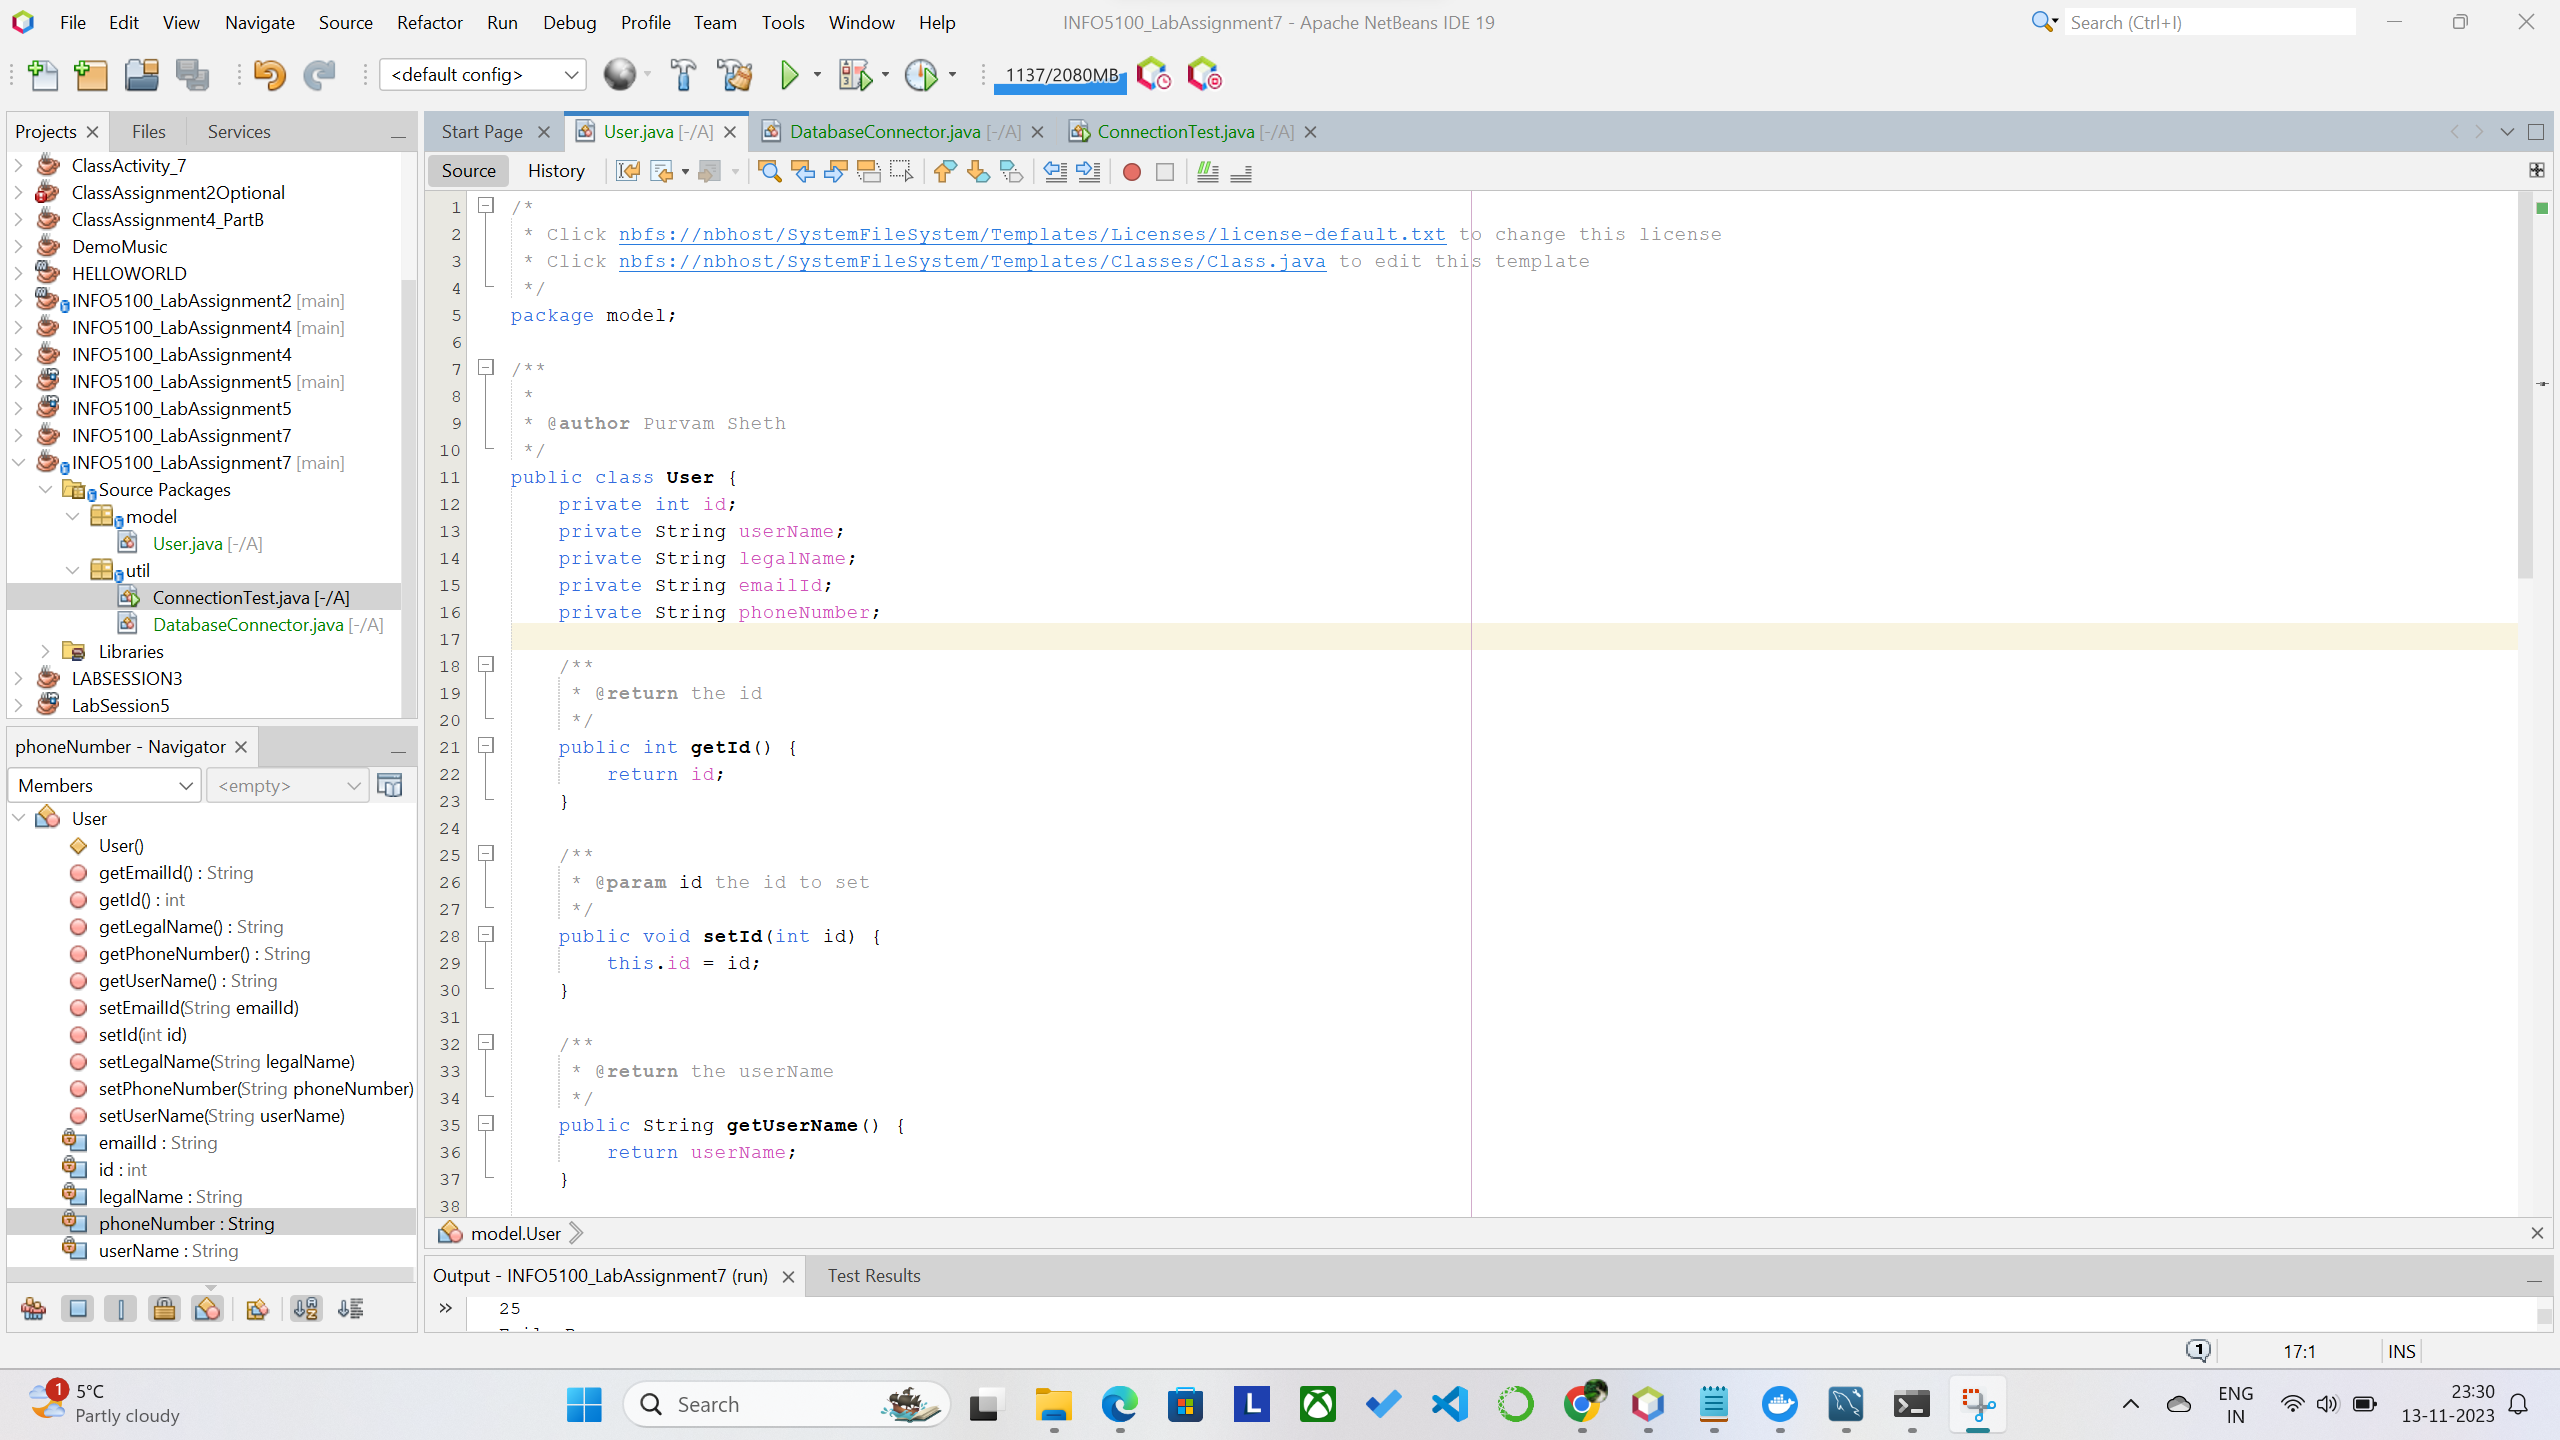 File Edit View Navigate Source Refactor Run Debug Profile Team Tools Window Help
INFO5100_LabAssignment7 - Apache NetBeans IDE 19
Search (Ctrl+I)
<default config>
1137/2080MB
Projects
Files
Services
ClassActivity_7
ClassAssignment2Optional
ClassAssignment4_PartB
DemoMusic
HELLOWORLD
INFO5100_LabAssignment2 [main]
INFO5100_LabAssignment4 [main]
INFO5100_LabAssignment4
INFO5100_LabAssignment5 [main]
INFO5100_LabAssignment5
INFO5100_LabAssignment7
INFO5100_LabAssignment7 [main]
Source Packages
model
User.java [-/A]
util
ConnectionTest.java [-/A]
DatabaseConnector.java [-/A]
Libraries
LABSESSION3
LabSession5
phoneNumber - Navigator
Members
<empty>
User
User()
getEmailId() : String
getId() : int
getLegalName() : String
getPhoneNumber() : String
getUserName() : String
setEmailId(String emailId)
setId(int id)
setLegalName(String legalName)
setPhoneNumber(String phoneNumber)
setUserName(String userName)
emailId : String
id : int
legalName : String
phoneNumber : String
userName : String
Start Page
User.java [-/A]
DatabaseConnector.java [-/A]
ConnectionTest.java [-/A]
Source
History
1 /*
2 * Click nbfs://nbhost/SystemFileSystem/Templates/Licenses/license-default.txt to change this license
3 * Click nbfs://nbhost/SystemFileSystem/Templates/Classes/Class.java to edit this template
4 */
5 package model;
6
7 /**
8 *
9 * @author Purvam Sheth
10 */
11 public class User {
12 private int id;
13 private String userName;
14 private String legalName;
15 private String emailId;
16 private String phoneNumber;
17
18 /**
19 * @return the id
20 */
21 public int getId() {
22 return id;
23 }
24
25 /**
26 * @param id the id to set
27 */
28 public void setId(int id) {
29 this.id = id;
30 }
31
32 /**
33 * @return the userName
34 */
35 public String getUserName() {
36 return userName;
37 }
38
model.User
Output - INFO5100_LabAssignment7 (run)
Test Results
25
1
17:1
INS
1
5°C
Partly cloudy
Search
L
ENG
IN
23:30
13-11-2023